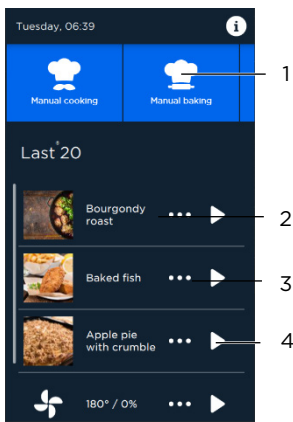 Tuesday, 06:39
i
1
Manual cooking
Manual baking
Last°20
Bourgondy
roast
2
Baked fish
3
Apple pie
with crumble
4
180° / 0%